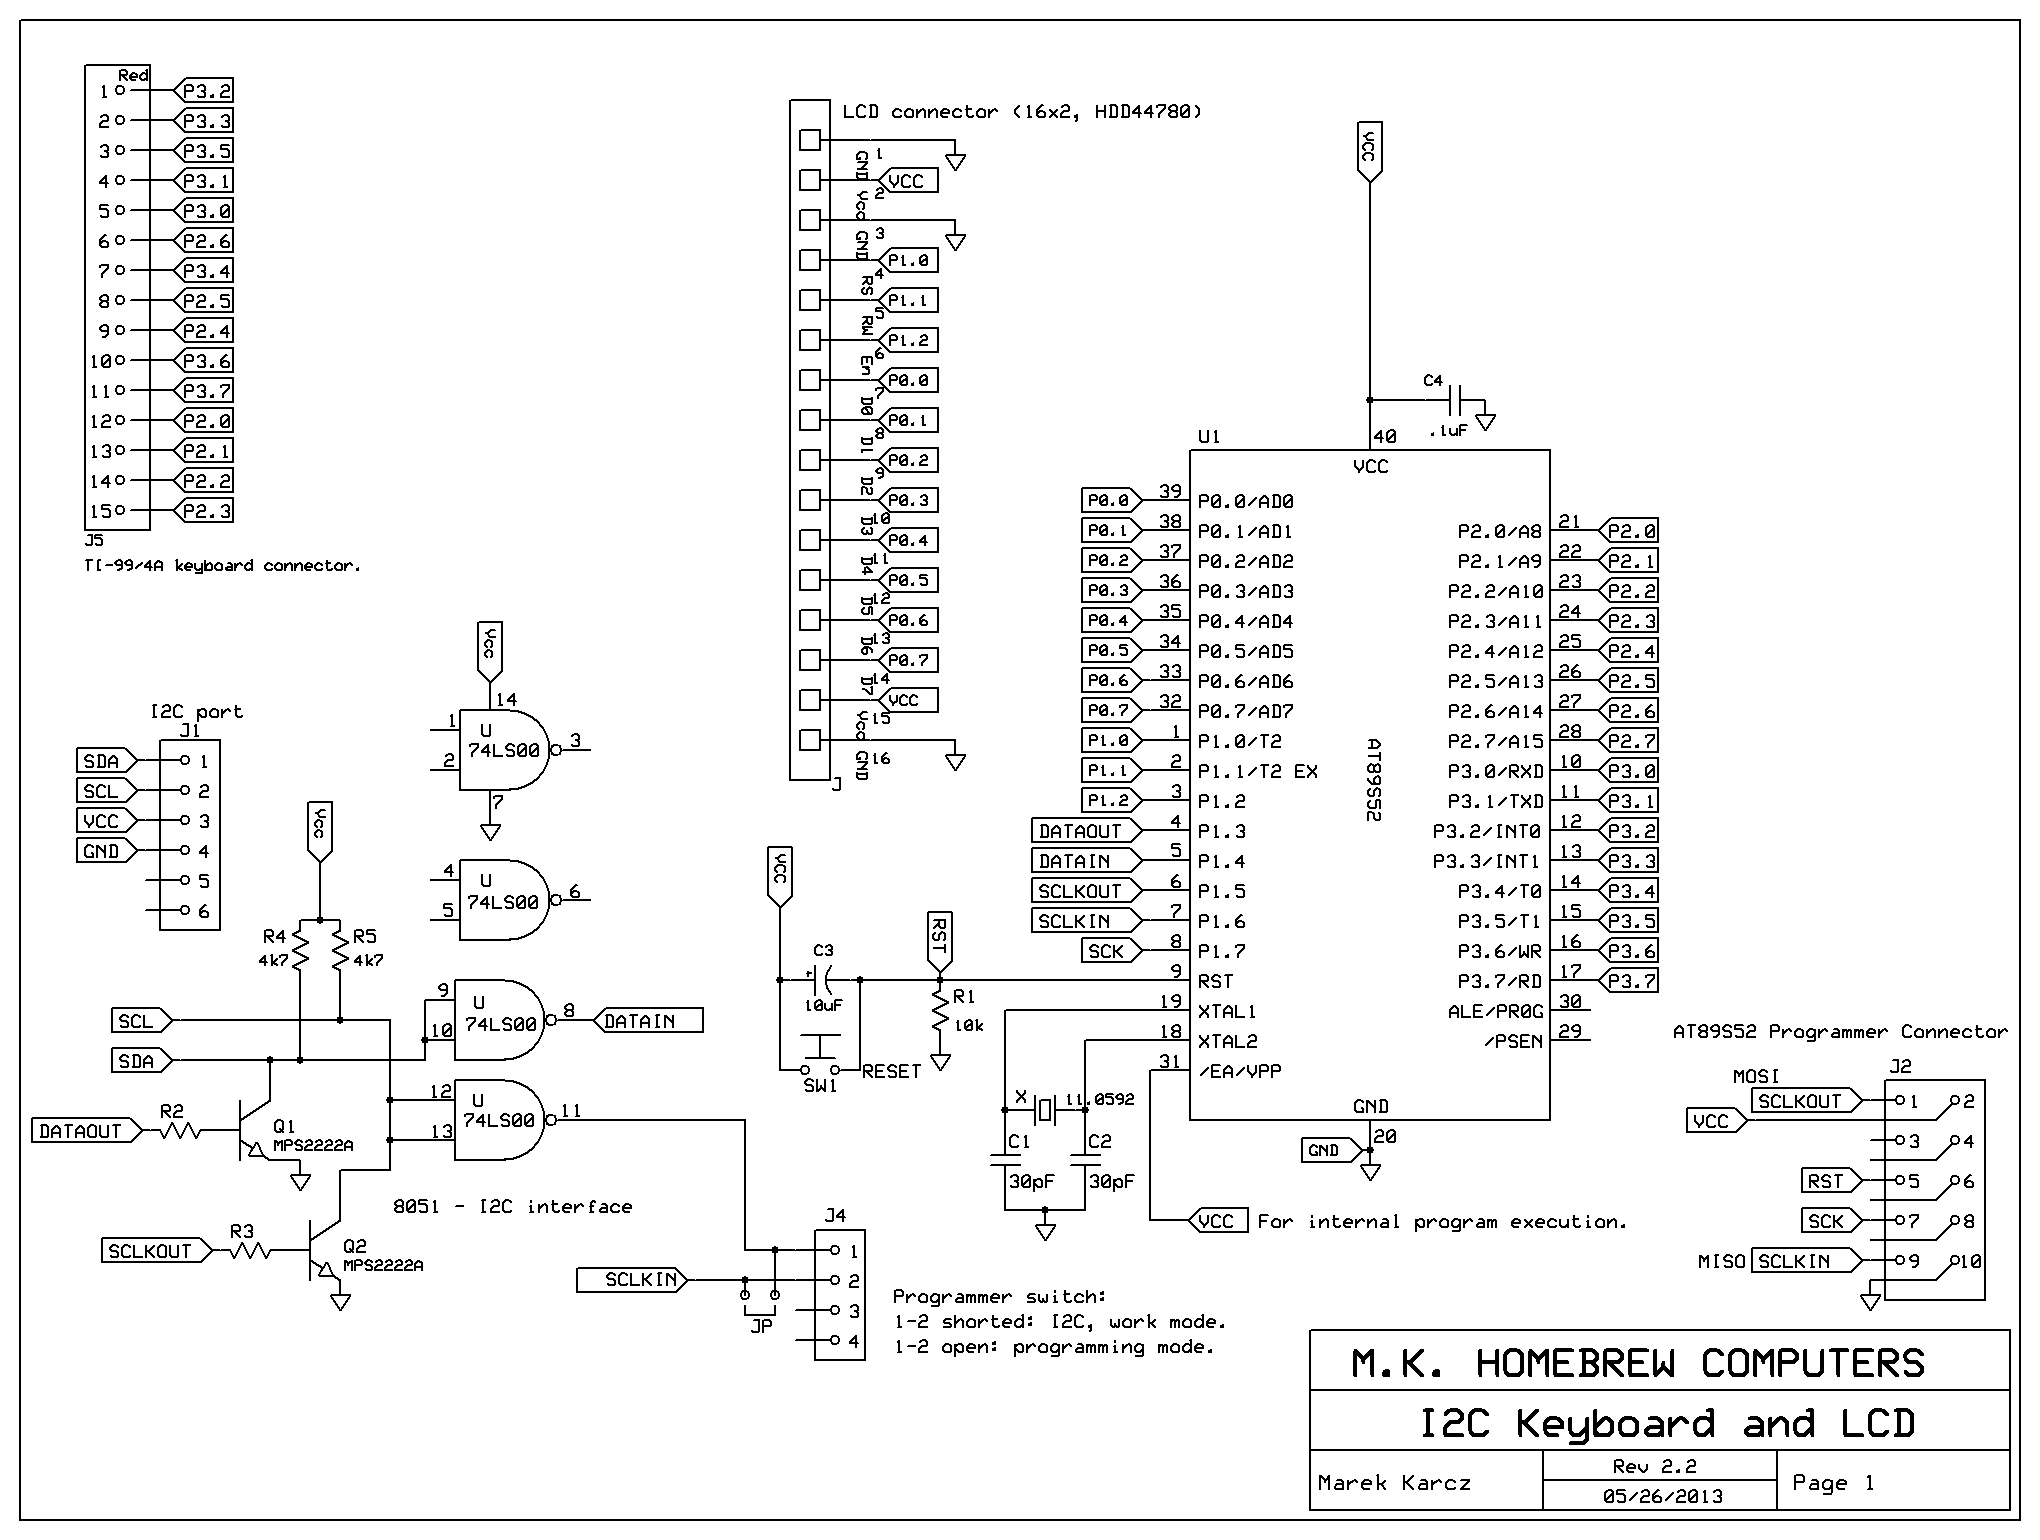 Red
1 P3.2
2 P3.3
3 P3.5
4 P3.1
5 P3.0
6 P2.6
7 P3.4
8 P2.5
9 P2.4
10 P3.6
11 P3.7
12 P2.0
13 P2.1
14 P2.2
15 P2.3
J5
TI-99/4A keyboard connector.
LCD connector (16x2, HDD44780)
GND 1
VCC
Vcc 2
GND 3
P1.0
RS 4
P1.1
RW 5
P1.2
En 6
P0.0
D0 7
P0.1
D1 8
P0.2
D2 9
P0.3
D3 10
P0.4
D4 11
P0.5
D5 12
P0.6
D6 13
P0.7
D7 14
VCC
Vcc 15
GND 16
J
VCC
C4
.1uF
U1
40
VCC
AT89S52
P0.0 39 P0.0/AD0
P0.1 38 P0.1/AD1
P0.2 37 P0.2/AD2
P0.3 36 P0.3/AD3
P0.4 35 P0.4/AD4
P0.5 34 P0.5/AD5
P0.6 33 P0.6/AD6
P0.7 32 P0.7/AD7
P1.0 1 P1.0/T2
P1.1 2 P1.1/T2 EX
P1.2 3 P1.2
DATAOUT 4 P1.3
DATAIN 5 P1.4
SCLKOUT 6 P1.5
SCLKIN 7 P1.6
SCK 8 P1.7
9 RST
19 XTAL1
18 XTAL2
31 /EA/VPP
P2.0/A8 21 P2.0
P2.1/A9 22 P2.1
P2.2/A10 23 P2.2
P2.3/A11 24 P2.3
P2.4/A12 25 P2.4
P2.5/A13 26 P2.5
P2.6/A14 27 P2.6
P2.7/A15 28 P2.7
P3.0/RXD 10 P3.0
P3.1/TXD 11 P3.1
P3.2/INT0 12 P3.2
P3.3/INT1 13 P3.3
P3.4/T0 14 P3.4
P3.5/T1 15 P3.5
P3.6/WR 16 P3.6
P3.7/RD 17 P3.7
ALE/PROG 30
/PSEN 29
GND
20
GND
VCC
RST
C3
+
10uF
R1
10k
SW1
RESET
X
11.0592
C1
30pF
C2
30pF
VCC For internal program execution.
I2C port
J1
SDA 1
SCL 2
VCC 3
GND 4
5
6
Vcc
14
1 U 3
2 74LS00
7
4 U 6
5 74LS00
Vcc
R4 R5
4k7 4k7
9 U 8
10 74LS00
DATAIN
SCL
SDA
12 U 11
13 74LS00
DATAOUT
R2
Q1
MPS2222A
8051 - I2C interface
SCLKOUT
R3
Q2
MPS2222A
J4
1
SCLKIN 2
3
4
JP
Programmer switch:
1-2 shorted: I2C, work mode.
1-2 open: programming mode.
AT89S52 Programmer Connector
J2
MOSI
SCLKOUT 1 2
VCC
3 4
RST 5 6
SCK 7 8
MISO SCLKIN 9 10
M.K. HOMEBREW COMPUTERS
I2C Keyboard and LCD
Marek Karcz
Rev 2.2
05/26/2013
Page 1